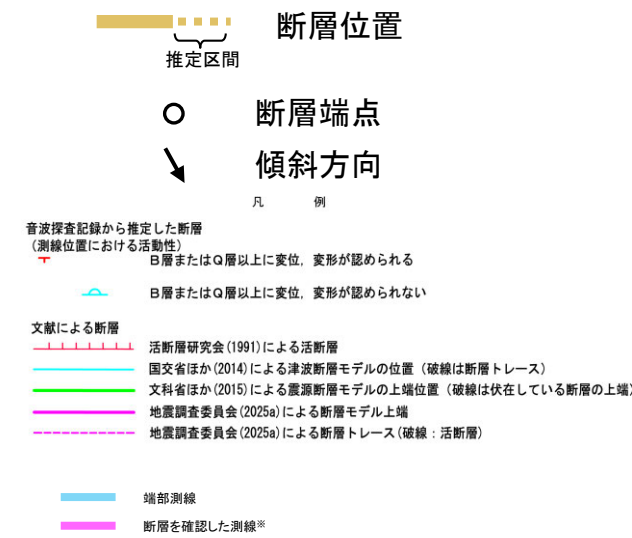 断層位置
推定区間
断層端点
傾斜方向
凡 例
音波探査記録から推定した断層
(測線位置における活動性)
B層またはQ層以上に変位,変形が認められる
B層またはQ層以上に変位,変形が認められない
文献による断層
活断層研究会(1991)による活断層
国交省ほか(2014)による津波断層モデルの位置(破線は断層トレース)
文科省ほか(2015)による震源断層モデルの上端位置(破線は伏在している断層の上端)
地震調査委員会(2025a)による断層モデル上端
地震調査委員会(2025a)による断層トレース(破線:活断層)
端部測線
断層を確認した測線※